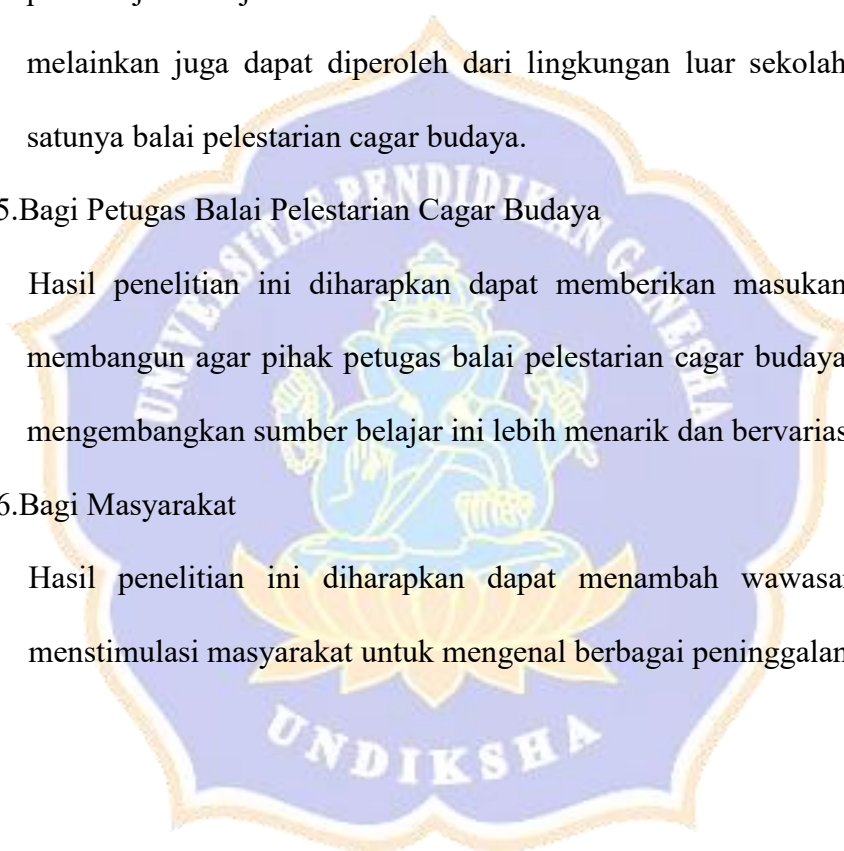 melainkan juga dapat diperoleh dari lingkungan luar sekolah
satunya balai pelestarian cagar budaya.
5.Bagi Petugas Balai Pelestarian Cagar Budaya
Hasil penelitian ini diharapkan dapat memberikan masukan
membangun agar pihak petugas balai pelestarian cagar budaya
mengembangkan sumber belajar ini lebih menarik dan bervarias
6.Bagi Masyarakat
Hasil penelitian ini diharapkan dapat menambah wawasan
menstimulasi masyarakat untuk mengenal berbagai peninggalan
UNIVERSITAS PENDIDIKAN GANESHA
UNDIKSHA